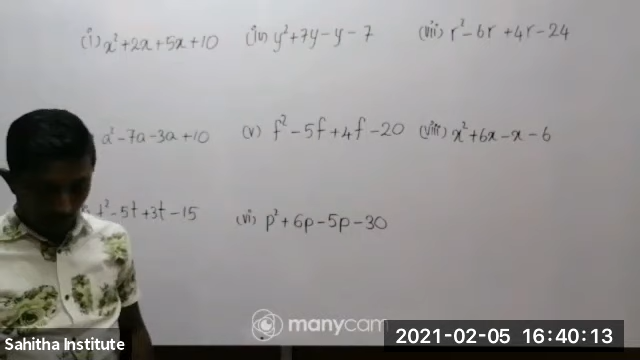 (i) x²+2x+5x+10 (iv) y²+7y-y-7 (vii) r²-6r+4r-24
a²-7a-3a+10 (v) f²-5f+4f-20 (viii) x²+6x-x-6
t²-5t+3t-15 (vi) p²+6p-5p-30
manycam
Sahitha Institute
2021-02-05 16:40:13